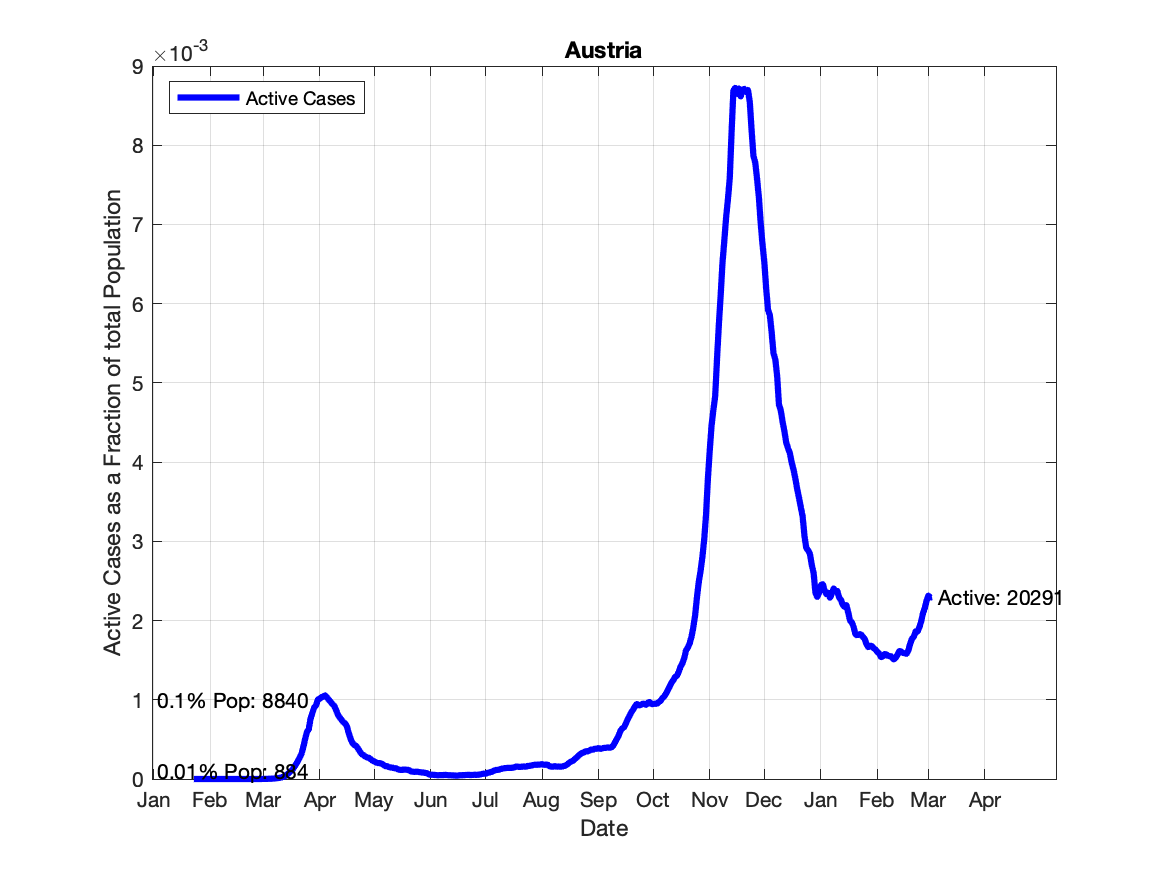 Austria
×10-3
Active Cases
9
8
7
6
5
4
3
2
1
0
Active Cases as a Fraction of total Population
0.1% Pop: 8840
0.01% Pop: 884
Active: 20291
Jan Feb Mar Apr May Jun Jul Aug Sep Oct Nov Dec Jan Feb Mar Apr
Date